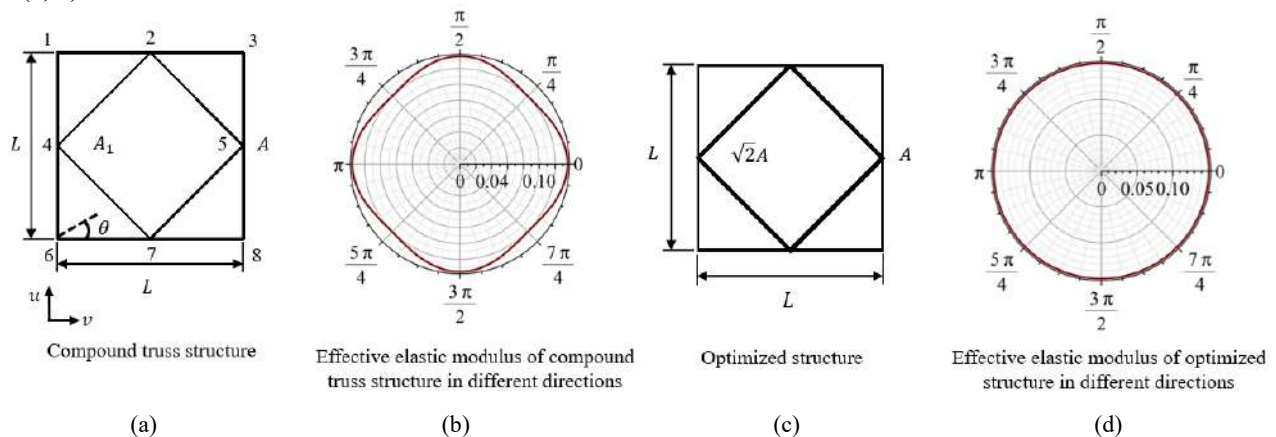 1 2 3
L 4 A₁ 5 A
θ
6 7 8
L
u
v
Compound truss structure
π/2
3π/4 π/4
π 0 0.04 0.10 0
5π/4 7π/4
3π/2
Effective elastic modulus of compound
truss structure in different directions
L √2A A
L
Optimized structure
π/2
3π/4 π/4
π 0 0.05 0.10 0
5π/4 7π/4
3π/2
Effective elastic modulus of optimized
structure in different directions
(a) (b) (c) (d)